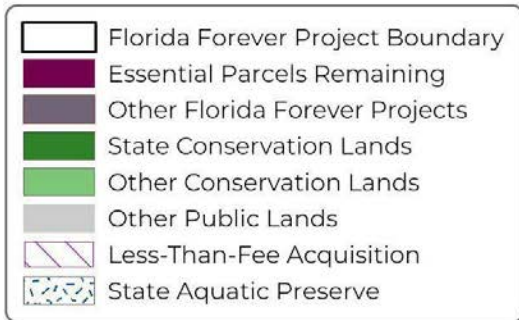 Florida Forever Project Boundary
Essential Parcels Remaining
Other Florida Forever Projects
State Conservation Lands
Other Conservation Lands
Other Public Lands
Less-Than-Fee Acquisition
State Aquatic Preserve